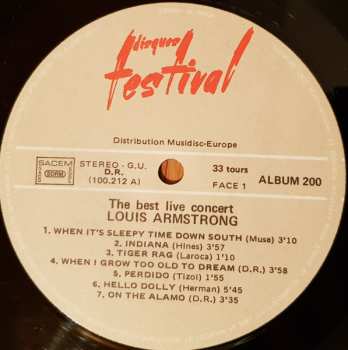 disques
festival
Distribution Musidisc-Europe
SACEM
SDRM
STEREO - G.U.
D.R.
(100.212 A)
33 tours
FACE 1
ALBUM 200
The best live concert
LOUIS ARMSTRONG
1. WHEN IT'S SLEEPY TIME DOWN SOUTH (Muse) 3'10
2. INDIANA (Hines) 3'57
3. TIGER RAG (Laroca) 1'10
4. WHEN I GROW TOO OLD TO DREAM (D.R.) 3'58
5. PERDIDO (Tizol) 1'55
6. HELLO DOLLY (Herman) 5'45
7. ON THE ALAMO (D.R.) 3'35